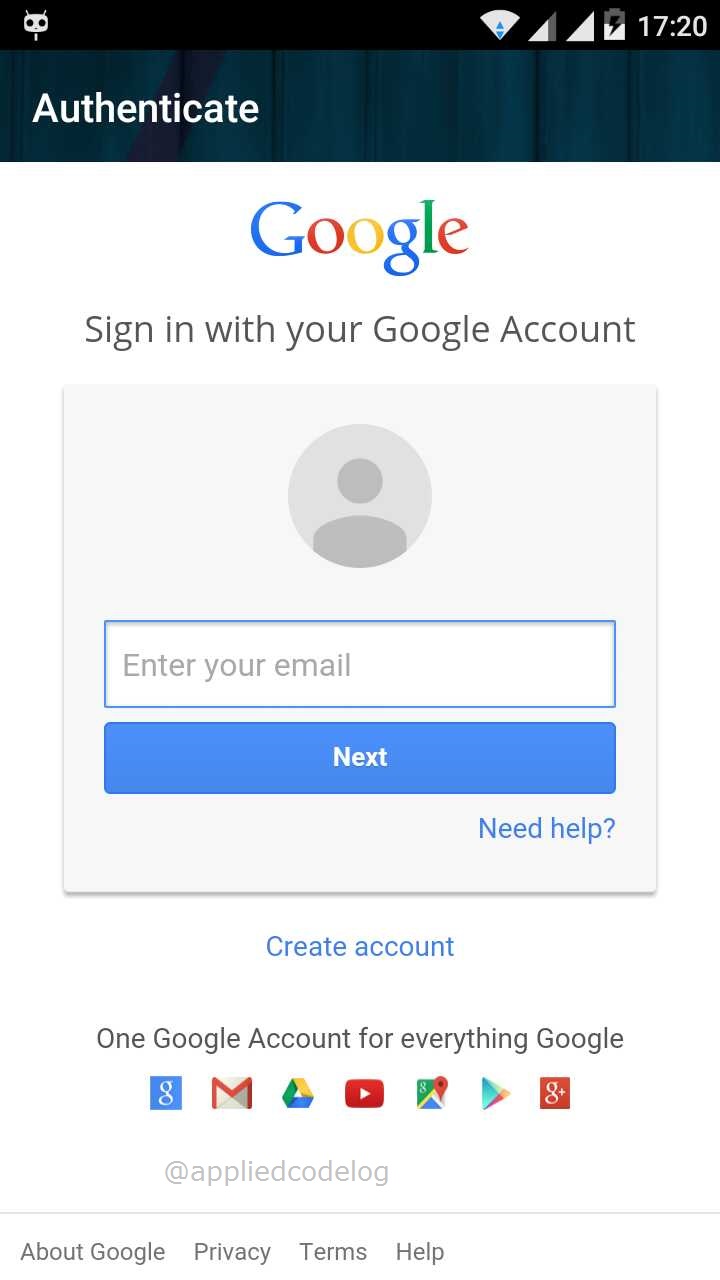 17:20
Authenticate
Google
Sign in with your Google Account
Enter your email
Next
Need help?
Create account
One Google Account for everything Google
g 8 g+
@appliedcodelog
About Google Privacy Terms Help